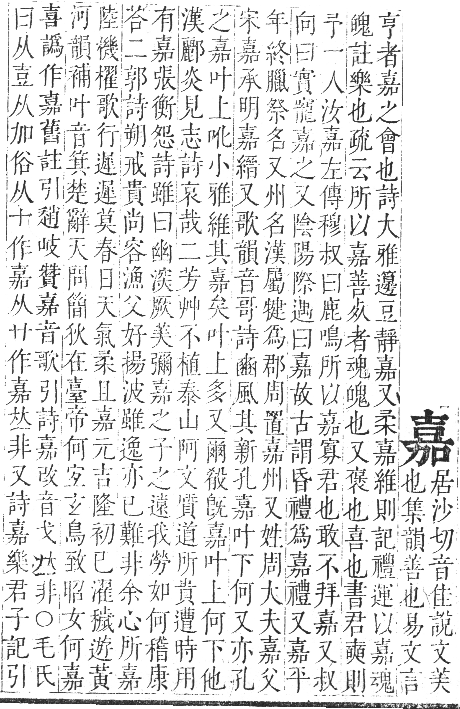 嘉
居沙切音佳說文美
也集韻善也易文言
亨者嘉之會也詩大雅籩豆靜嘉又柔嘉維則記禮運以嘉魂
魄註樂也疏云所以嘉善死者魂魄也又褒也喜也書君奭則
予一人汝嘉左傳穆叔曰鹿鳴所以嘉寡君也敢不拜嘉又叔
向曰實寵嘉之又陰陽際遇曰嘉故古謂昏禮爲嘉禮又嘉平
年終臘祭名又州名漢屬犍爲郡周置嘉州又姓周大夫嘉父
宋嘉承明嘉縉又歌韻音哥詩豳風其新孔嘉叶下何又亦孔
之嘉叶上吪小雅維其嘉矣叶上多又爾殽旣嘉叶上何下他
漢酈炎見志詩哀哉二芳艸不植泰山阿文質道所貴遭時用
有嘉張衡怨詩雖曰幽深厥美彌嘉之子之遠我勞如何稽康
荅二郭詩朔戒貴尚容漁父好揚波雖逸亦已難非余心所嘉
陸機櫂歌行遲遲莫春日天氣柔且嘉元吉隆初巳濯穢遊黃
河韻補叶音箕楚辭天問簡狄在臺帝何宜玄鳥致貽女何嘉
喜譌作嘉舊註引趙岐贊嘉音歌引詩嘉改音戈𠀤非○毛氏
曰从壴从加俗从十作嘉从廿作嘉𠀤非又詩嘉樂君子記引